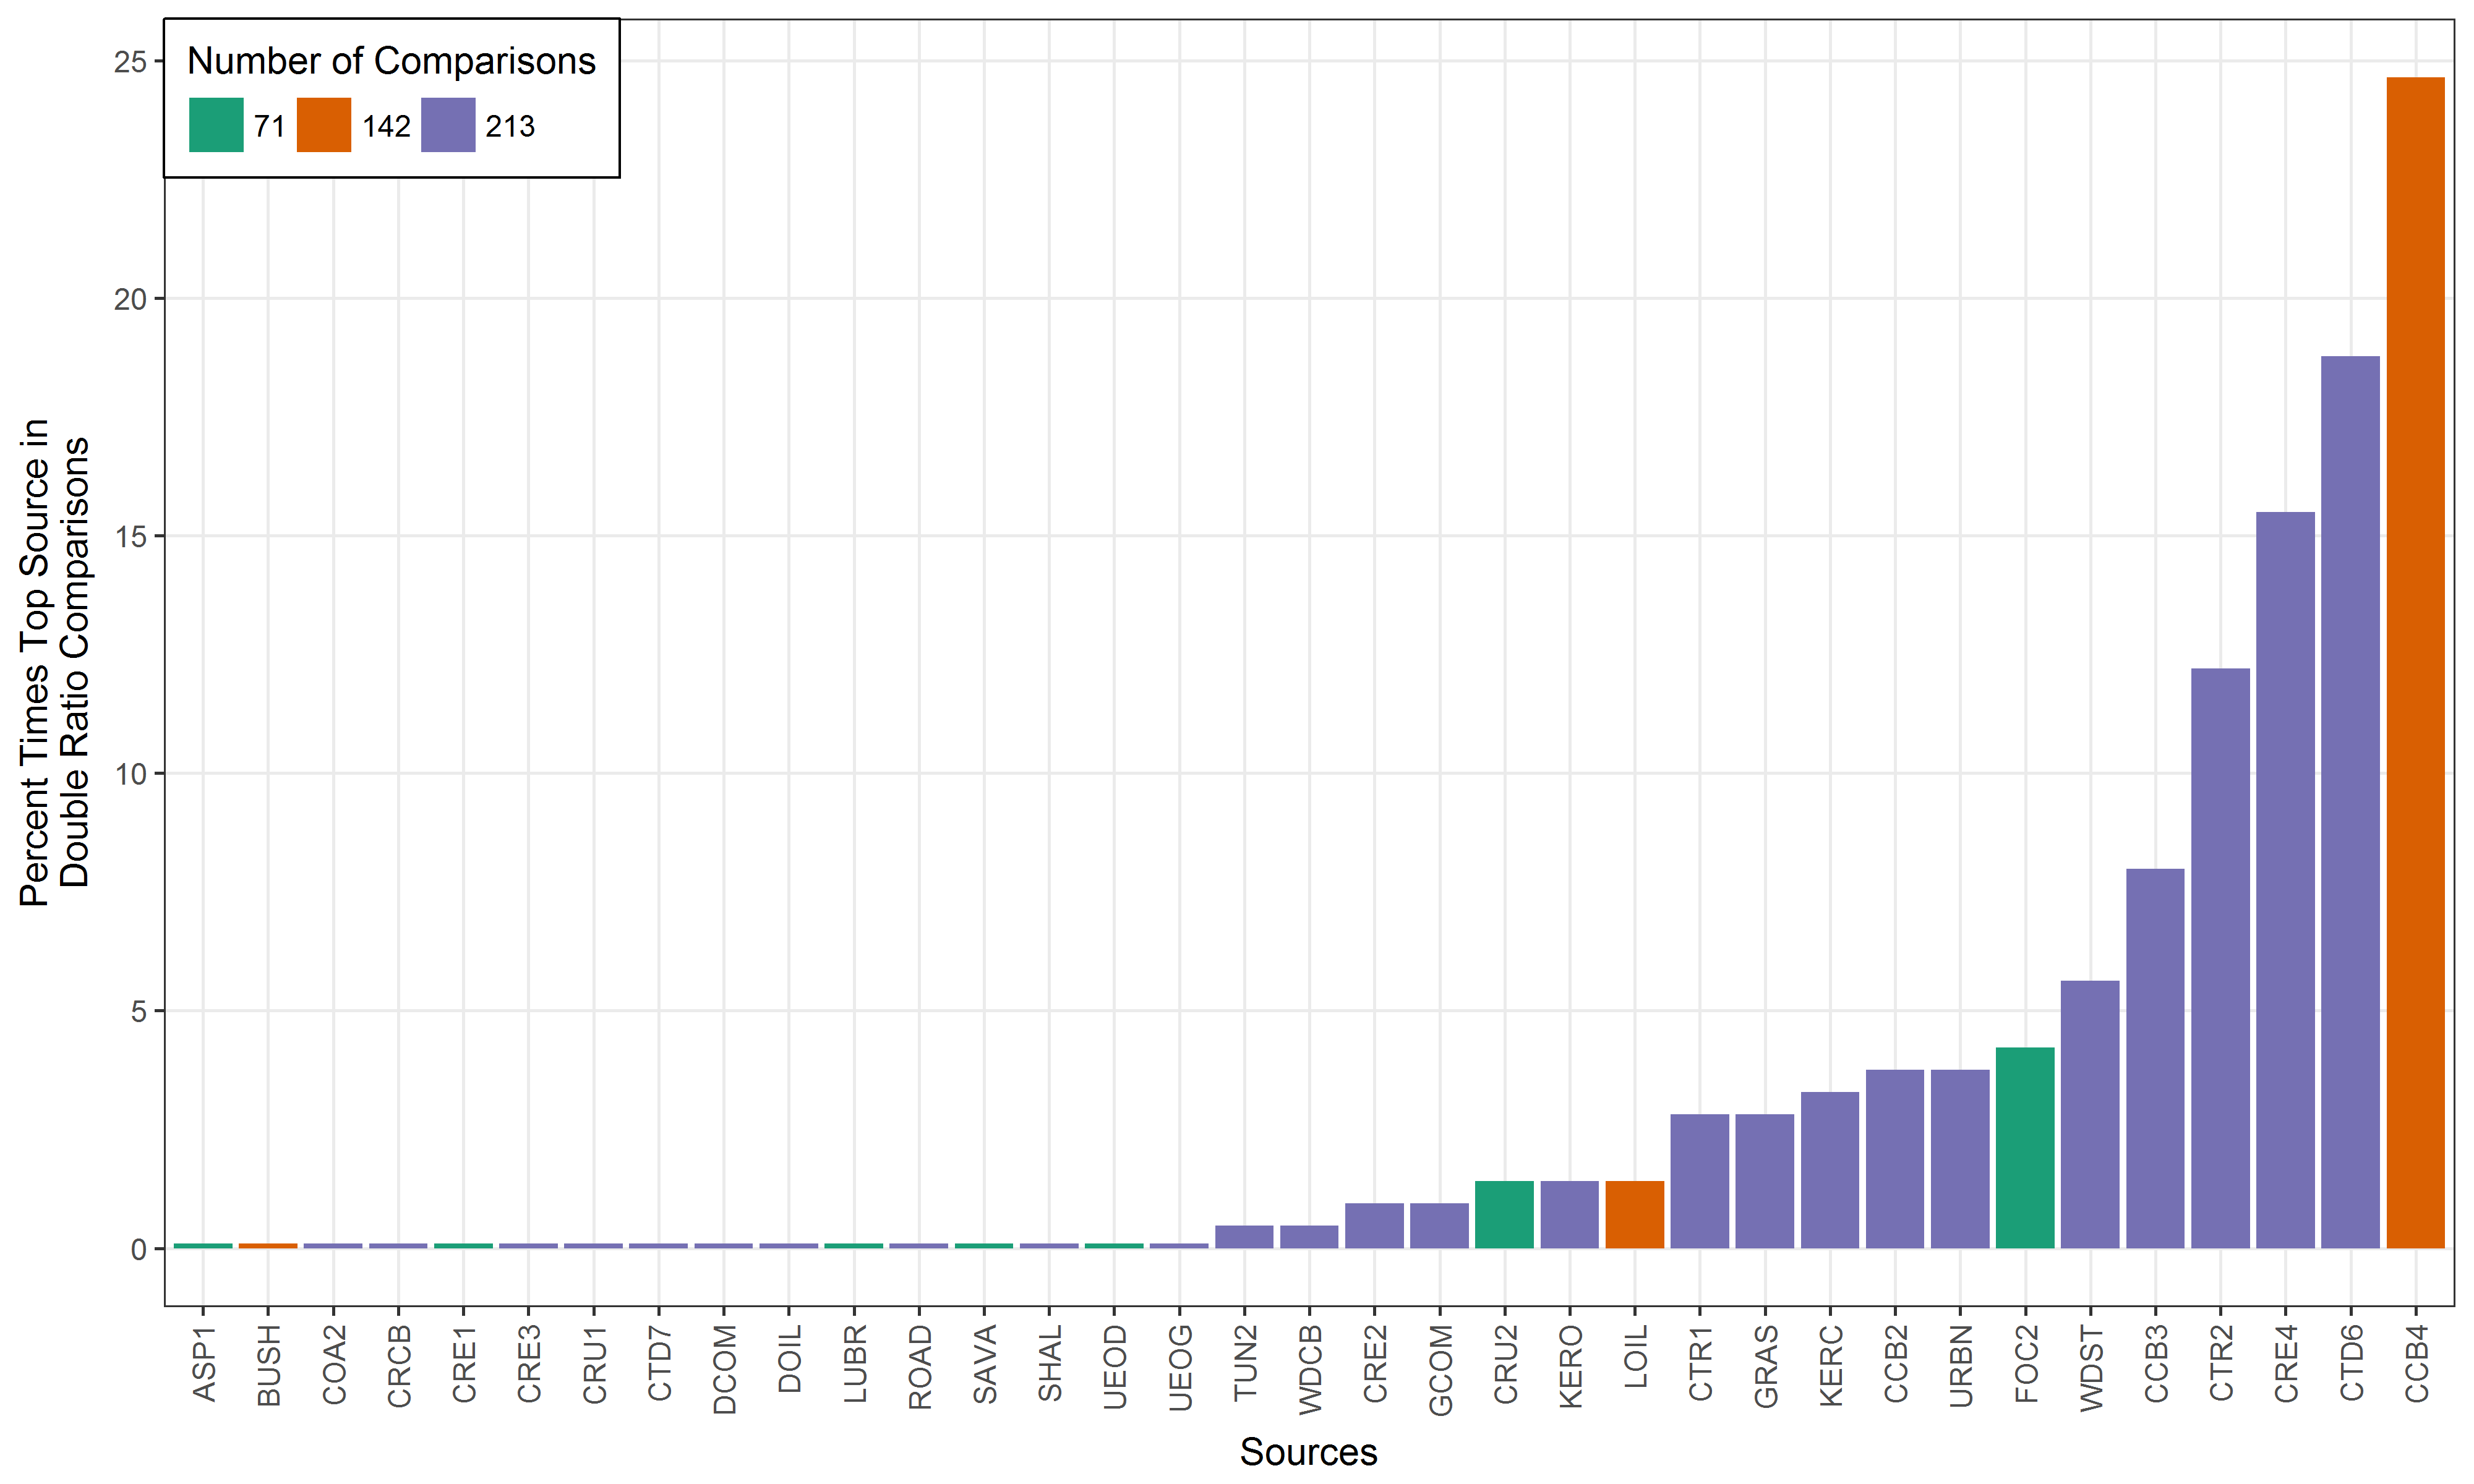 Number of Comparisons
71 142 213
25
20
15
10
5
0
Percent Times Top Source in
Double Ratio Comparisons
ASP1 BUSH COA2 CRCB CRE1 CRE3 CRU1 CTD7 DCOM DOIL LUBR ROAD SAVA SHAL UEOD UEOG TUN2 WDCB CRE2 GCOM CRU2 KERO LOIL CTR1 GRAS KERC CCB2 URBN FOC2 WDST CCB3 CTR2 CRE4 CTD6 CCB4
Sources